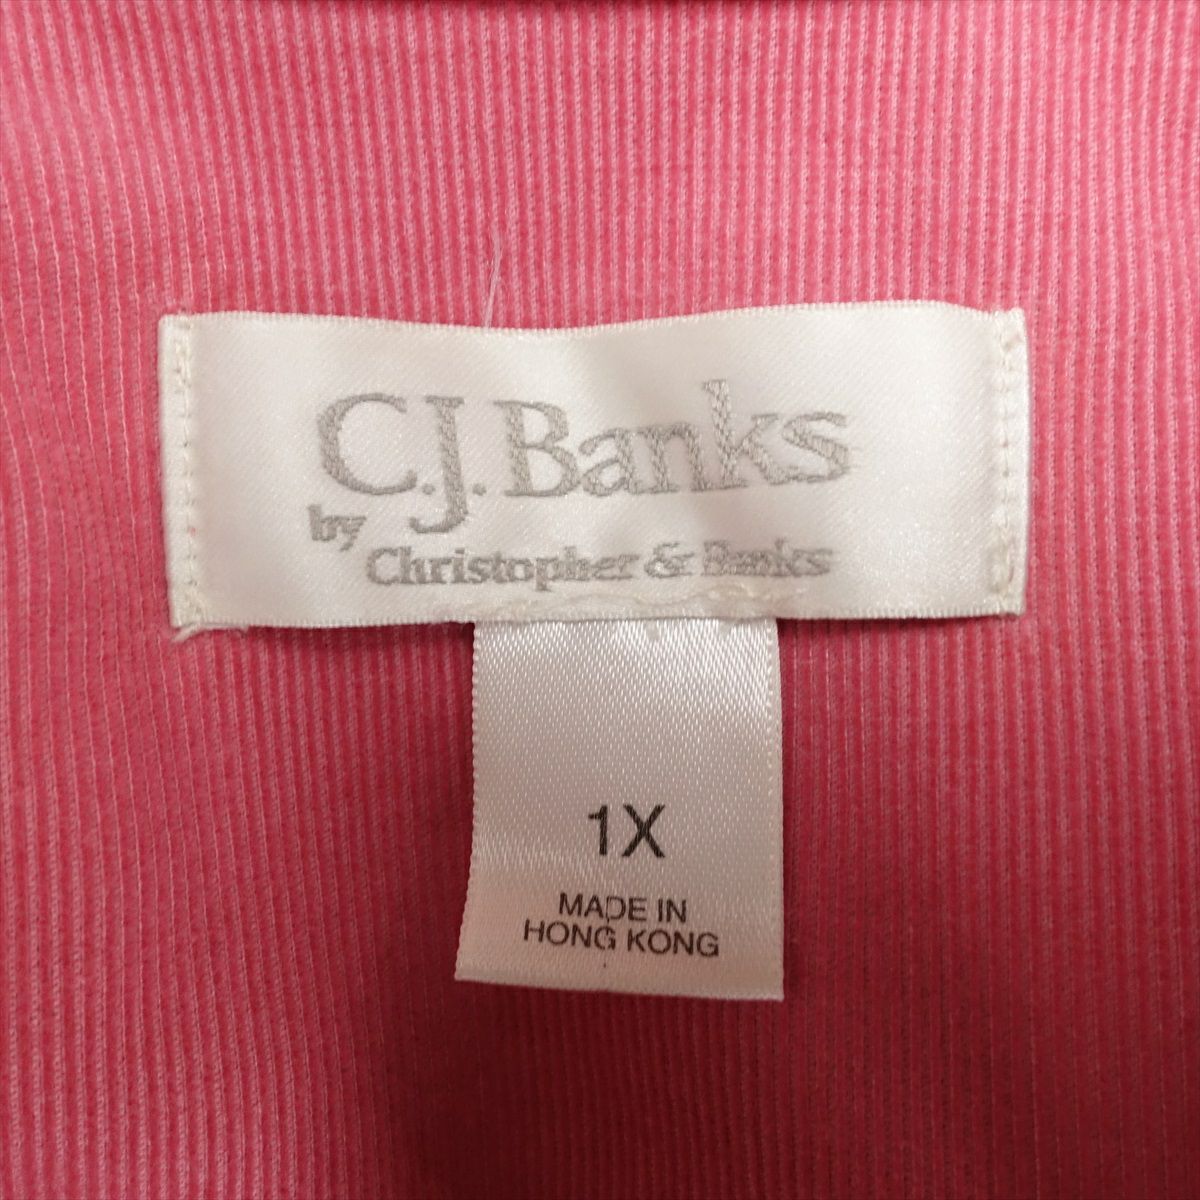 C.J. Banks
by Christopher & Banks
1X
MADE IN
HONG KONG